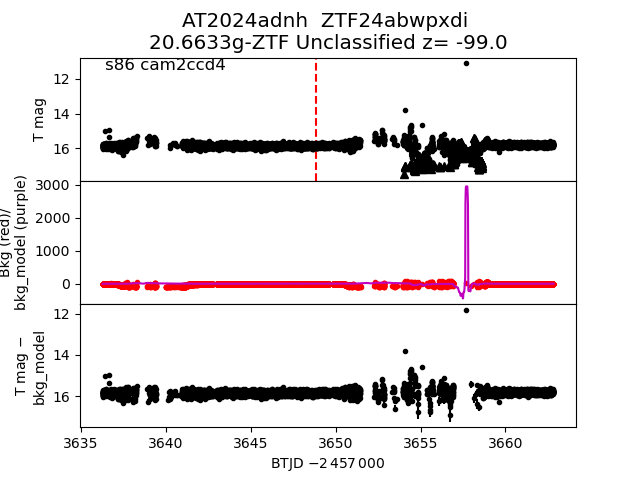 AT2024adnh  ZTF24abwpxdi
20.6633g-ZTF Unclassified z= -99.0
s86 cam2ccd4
T mag
12
14
16
Bkg (red)/
bkg_model (purple)
3000
2000
1000
0
T mag −
bkg_model
12
14
16
3635 3640 3645 3650 3655 3660
BTJD −2 457 000